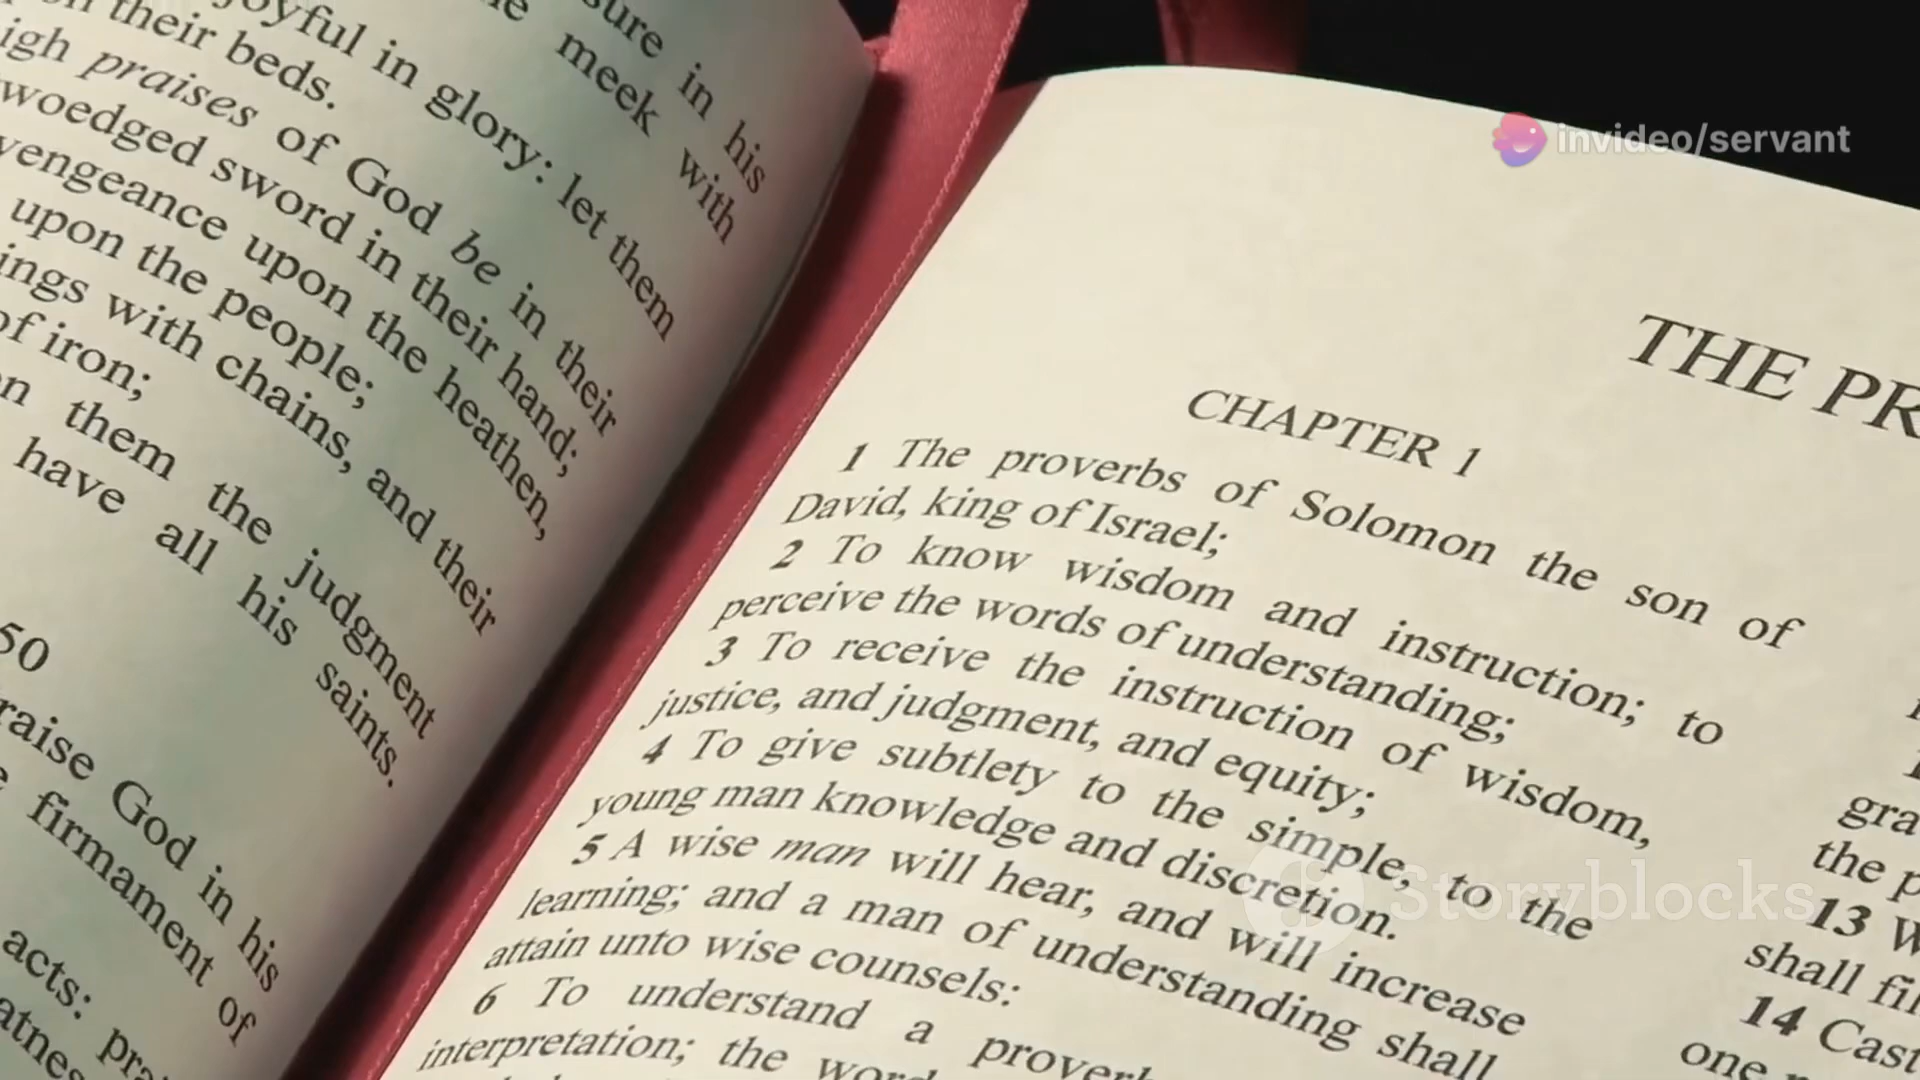 sure in his
the meek with
joyful in glory: let them
on their beds.
praises of God be in their
sword in their hand;
vengeance upon the heathen,
upon the people;
with chains, and their
of iron;
them the judgment
have all his saints.
50
God in his
firmament of
acts:
invideo/servant
THE
CHAPTER 1
1 The proverbs of Solomon the son of
David, king of Israel;
2 To know wisdom and instruction; to
perceive the words of understanding;
3 To receive the instruction of wisdom,
justice, and judgment, and equity;
4 To give subtlety to the simple, to the
young man knowledge and discretion.
5 A wise man will hear, and will increase
learning; and a man of understanding shall
attain unto wise counsels:
6 To understand a
interpretation; the
the
13
shall
14 Cast
one
Storyblocks